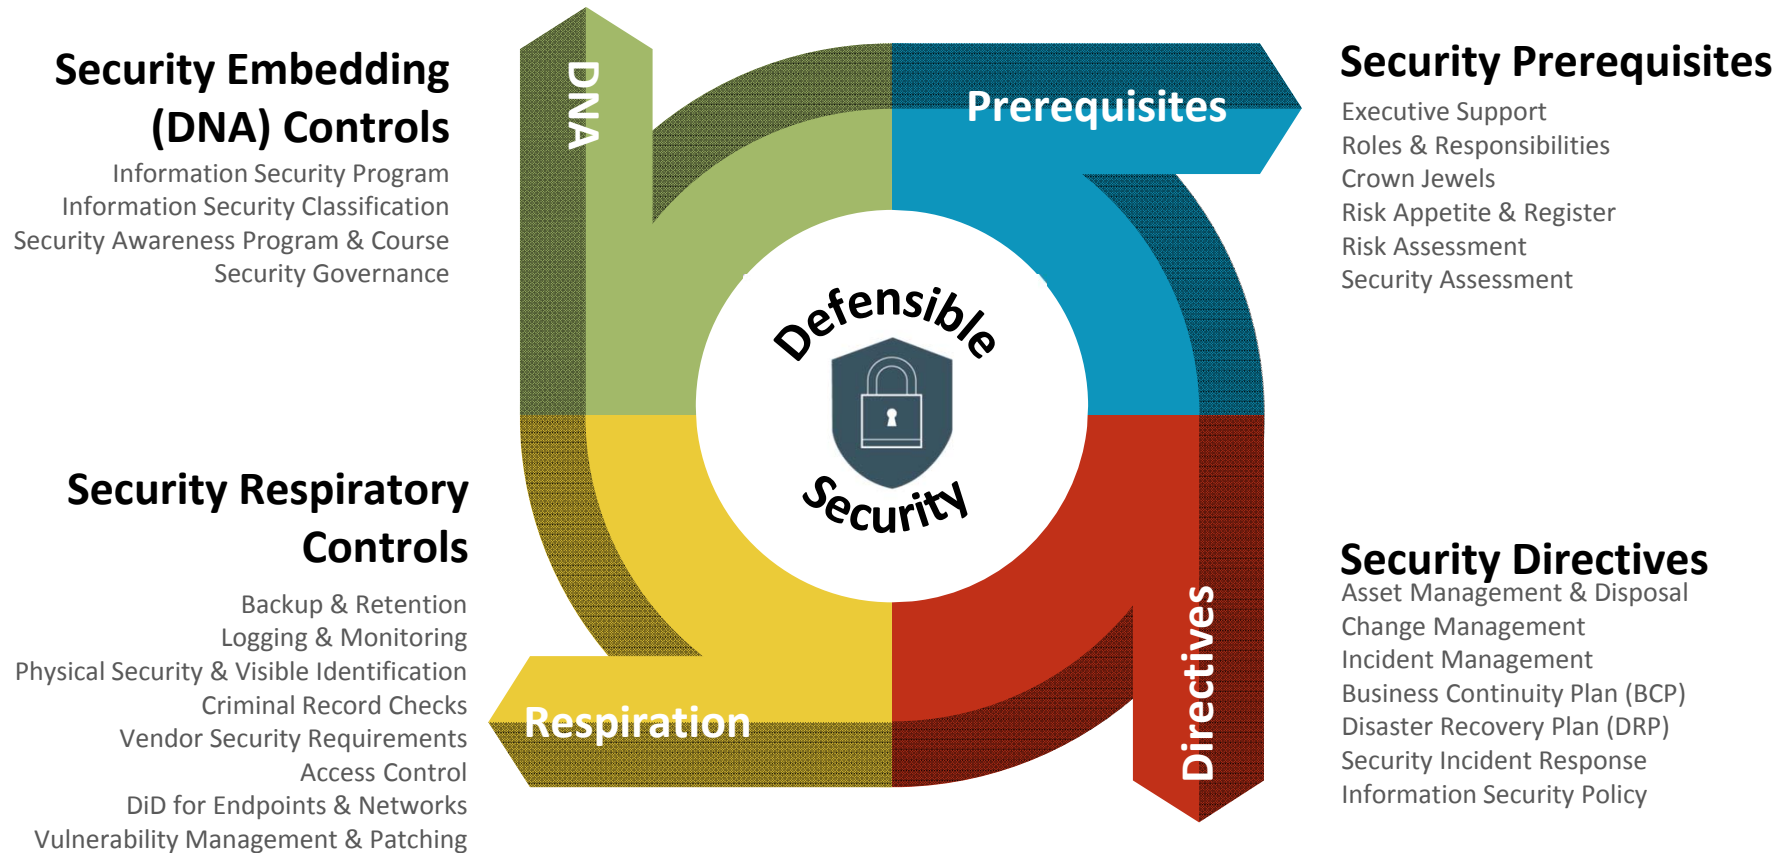 Security Embedding
(DNA) Controls
Information Security Program
Information Security Classification
Security Awareness Program & Course
Security Governance
DNA
Prerequisites
Security Prerequisites
Executive Support
Roles & Responsibilities
Crown Jewels
Risk Appetite & Register
Risk Assessment
Security Assessment
Defensible
Security
Security Respiratory
Controls
Backup & Retention
Logging & Monitoring
Physical Security & Visible Identification
Criminal Record Checks
Vendor Security Requirements
Access Control
DiD for Endpoints & Networks
Vulnerability Management & Patching
Respiration
Directives
Security Directives
Asset Management & Disposal
Change Management
Incident Management
Business Continuity Plan (BCP)
Disaster Recovery Plan (DRP)
Security Incident Response
Information Security Policy